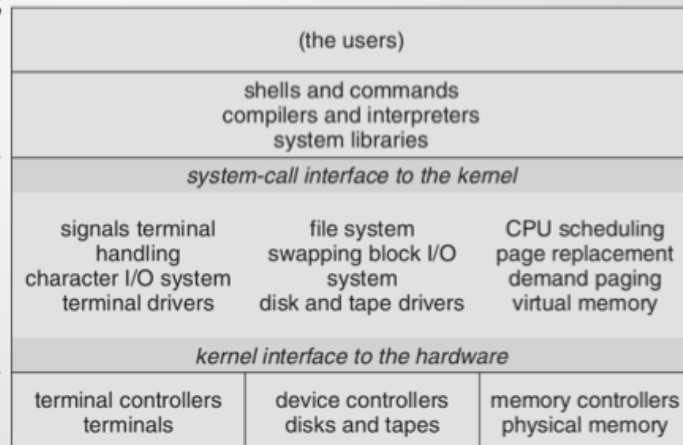 (the users)
shells and commands
compilers and interpreters
system libraries
system-call interface to the kernel
signals terminal
handling
character I/O system
terminal drivers
file system
swapping block I/O
system
disk and tape drivers
CPU scheduling
page replacement
demand paging
virtual memory
kernel interface to the hardware
terminal controllers
terminals
device controllers
disks and tapes
memory controllers
physical memory